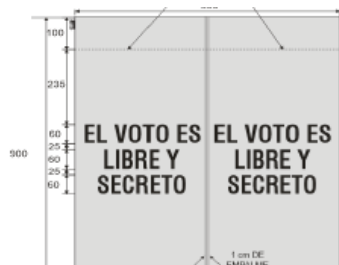 100
235
60
25
60
25
60
900
EL VOTO ES
LIBRE Y
SECRETO
EL VOTO ES
LIBRE Y
SECRETO
1 cm DE